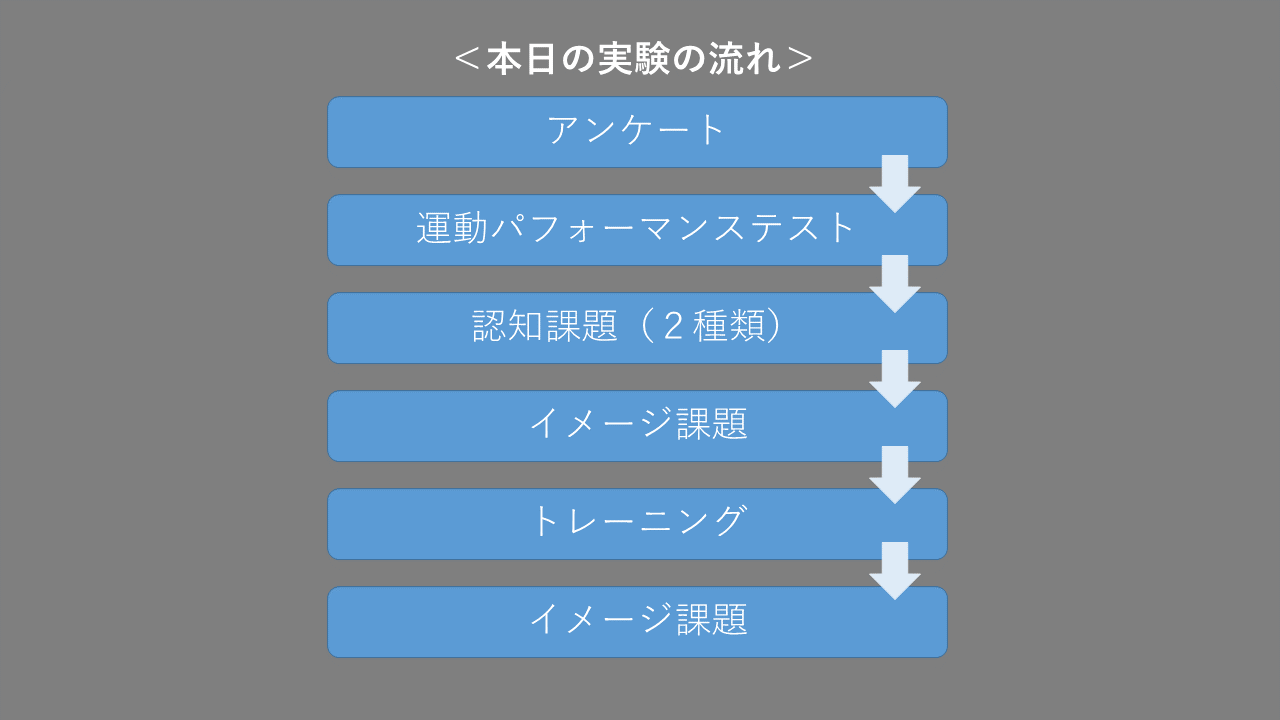 ＜本日の実験の流れ＞
アンケート
運動パフォーマンステスト
認知課題（２種類）
イメージ課題
トレーニング
イメージ課題